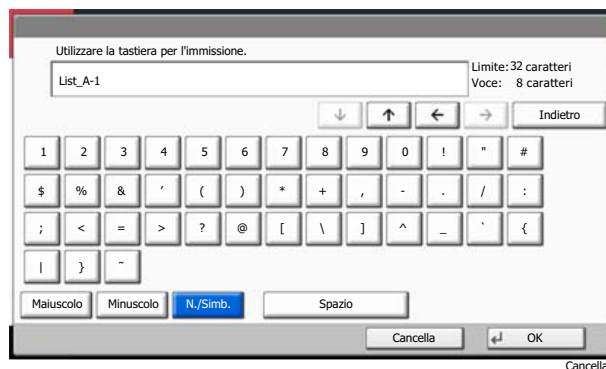 Utilizzare la tastiera per l'immissione.
Limite: 32 caratteri
List_A-1
Voce: 8 caratteri
↓ ↑ ← → Indietro
1 2 3 4 5 6 7 8 9 0 ! " #
$ % & ' ( ) * + , - . / :
; < = > ? @ [ \ ] ^ _ ` {
| } ~
Maiuscolo Minuscolo N./Simb. Spazio
Cancella ↵ OK
Cancella